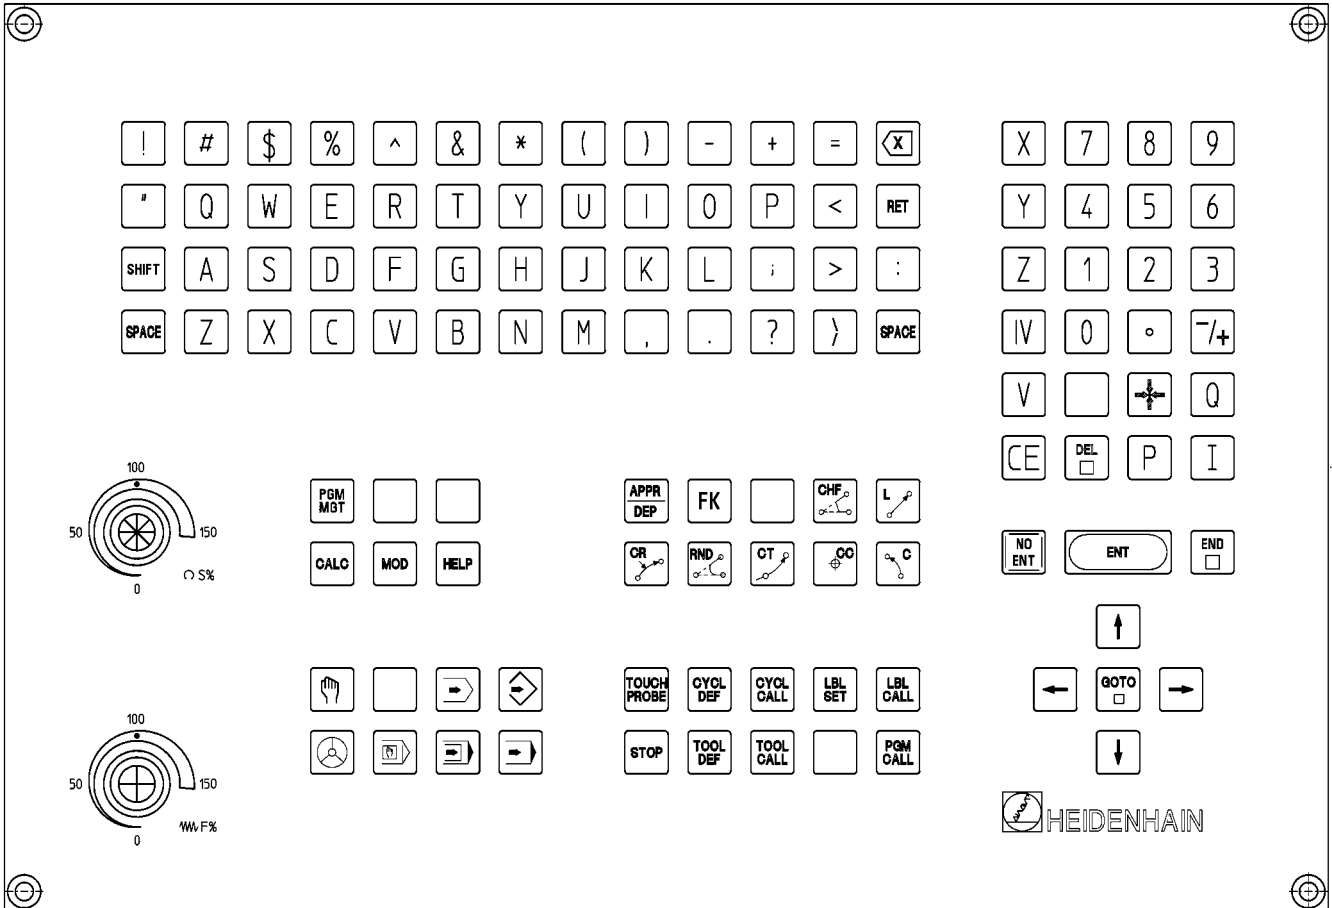 ! # $ % ^ & * ( ) - + = X
" Q W E R T Y U I O P < RET
SHIFT A S D F G H J K L ; > :
SPACE Z X C V B N M , . ? } SPACE
X 7 8 9
Y 4 5 6
Z 1 2 3
IV 0 ∘ −/+
V Q
CE DEL P I
100
50 150
S%
0
PGM
MGT
CALC MOD HELP
APPR
DEP
FK
CHF
L
CR RND CT CC C
NO
ENT
ENT
END
GOTO
100
50 150
F%
0
TOUCH
PROBE
CYCL
DEF
CYCL
CALL
LBL
SET
LBL
CALL
STOP
TOOL
DEF
TOOL
CALL
PGM
CALL
HEIDENHAIN